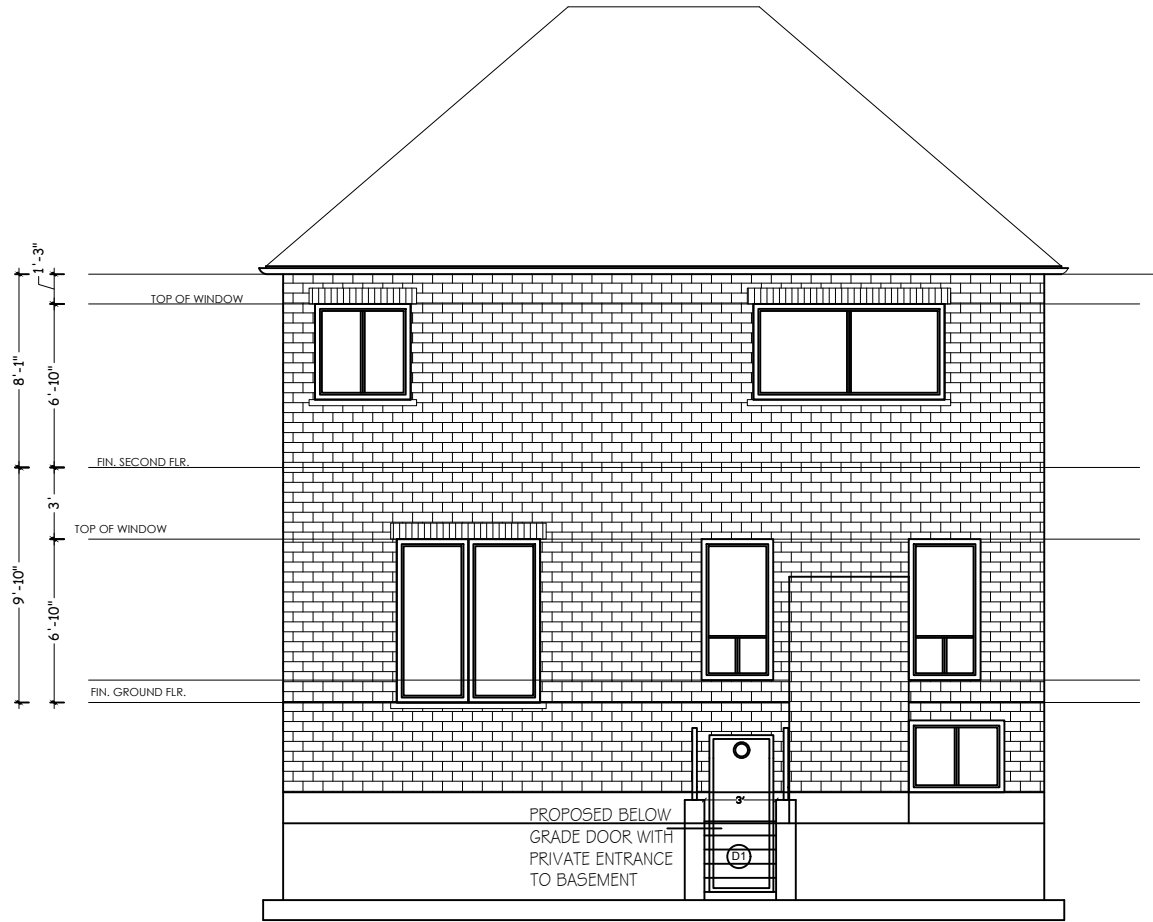 1'-3"
TOP OF WINDOW
8'-1"
6'-10"
FIN. SECOND FLR.
3'
TOP OF WINDOW
9'-10"
6'-10"
FIN. GROUND FLR.
3'
PROPOSED BELOW
GRADE DOOR WITH
PRIVATE ENTRANCE
TO BASEMENT
D1